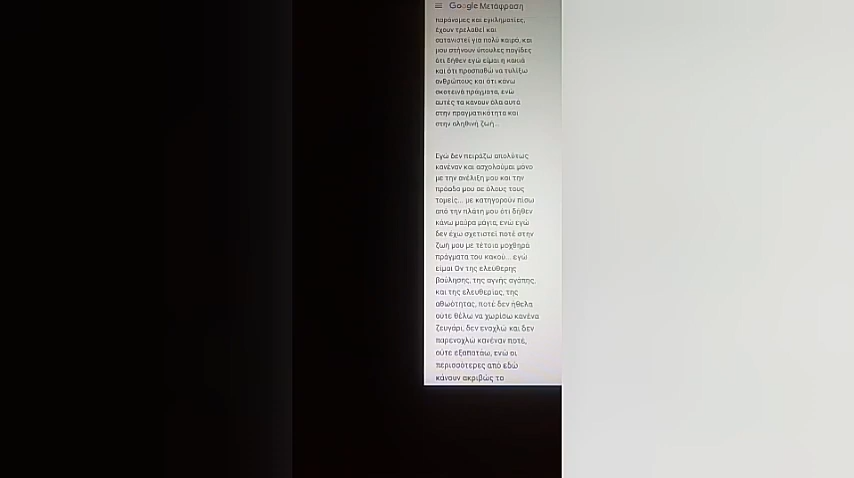 Google Μετάφραση
παράνομες και εγκληματίες,
έχουν τρελαθεί και
σατανιστεί για πολύ καιρό, και
μου στήνουν ύπουλες παγίδες
ότι δήθεν εγώ είμαι η κακιά
και ότι προσπαθώ να τυλίξω
ανθρώπους και ότι κάνω
σκοτεινά πράγματα, ενώ
αυτές τα κάνουν όλα αυτά
στην πραγματικότητα και
στην αληθινή ζωή...
Εγώ δεν πειράζω απολύτως
κανέναν και ασχολούμαι μόνο
με την ανέλιξη μου και την
πρόοδο μου σε όλους τους
τομείς... με κατηγορούν πίσω
από την πλάτη μου ότι δήθεν
κάνω μαύρα μάγια, ενώ εγώ
δεν έχω σχετιστεί ποτέ στην
ζωή μου με τέτοια μοχθηρά
πράγματα του κακού... εγώ
είμαι Ον της ελεύθερης
βούλησης, της αγνής αγάπης,
και της ελευθερίας, της
αθωότητας, ποτέ δεν ήθελα
ούτε θέλω να χωρίσω κανένα
ζευγάρι, δεν ενοχλώ και δεν
παρενοχλώ κανέναν ποτέ,
ούτε εξαπατάω, ενώ οι
περισσότερες από εδώ
κάνουν ακριβώς το